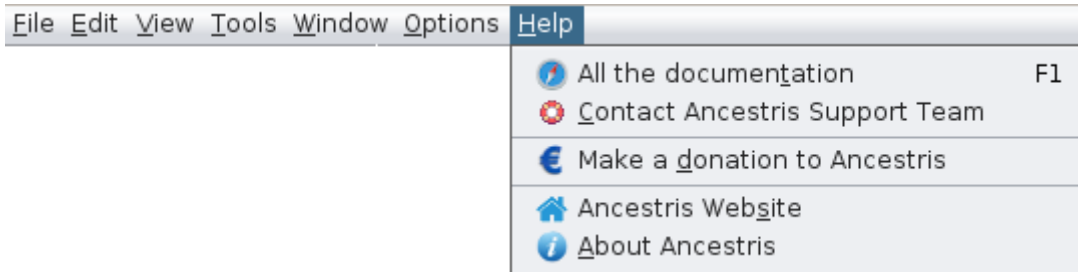 File Edit View Tools Window Options Help
All the documentation F1
Contact Ancestris Support Team
Make a donation to Ancestris
Ancestris Website
About Ancestris